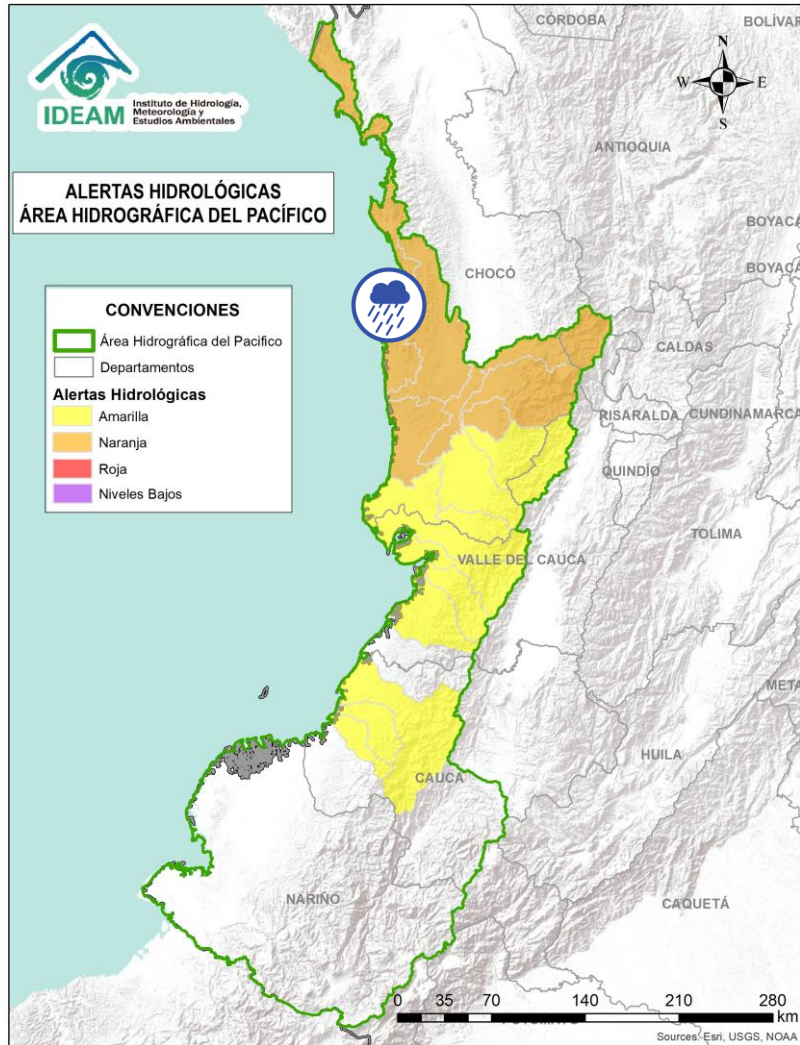 CÓRDOBA
BOLÍVAR
N
W E
S
IDEAM
Instituto de Hidrología,
Meteorología y
Estudios Ambientales
ANTIOQUIA
ALERTAS HIDROLÓGICAS
ÁREA HIDROGRÁFICA DEL PACÍFICO
BOYACÁ
BOYACÁ
CHOCÓ
CONVENCIONES
Área Hidrográfica del Pacifico
Departamentos
Alertas Hidrológicas
Amarilla
Naranja
Roja
Niveles Bajos
CALDAS
RISARALDA
CUNDINAMARCA
QUINDÍO
TOLIMA
VALLE DEL CAUCA
META
HUILA
CAUCA
NARIÑO
CAQUETÁ
0 35 70 140 210 280
km
Sources: Esri, USGS, NOAA